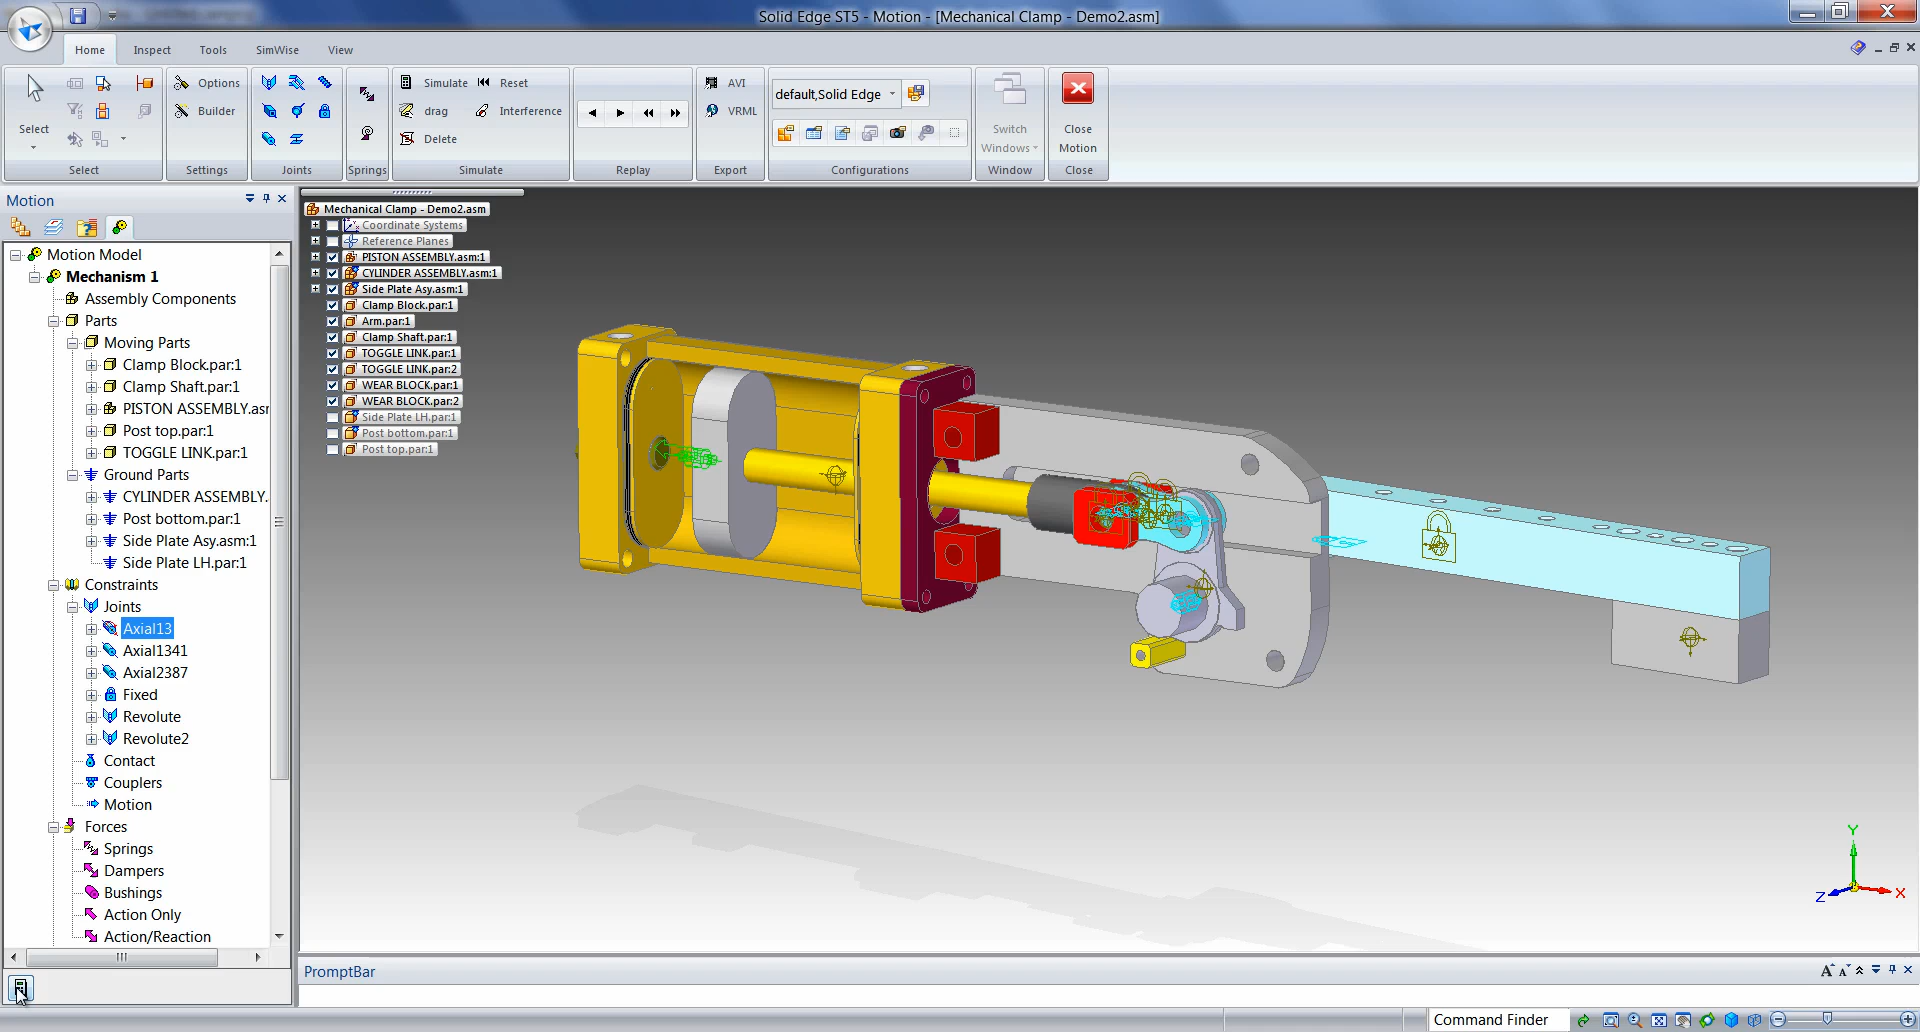 Solid Edge ST5 - Motion - [Mechanical Clamp - Demo2.asm]
Home Inspect Tools SimWise View
Select
Select
Options
Builder
Settings
Joints
Springs
Simulate Reset
drag Interference
Delete
Simulate
Replay
AVI
VRML
Export
default,Solid Edge
Configurations
Switch
Windows
Window
Close
Motion
Close
Motion
Motion Model
Mechanism 1
Assembly Components
Parts
Moving Parts
Clamp Block.par:1
Clamp Shaft.par:1
PISTON ASSEMBLY.asr
Post top.par:1
TOGGLE LINK.par:1
Ground Parts
CYLINDER ASSEMBLY.
Post bottom.par:1
Side Plate Asy.asm:1
Side Plate LH.par:1
Constraints
Joints
Axial13
Axial1341
Axial2387
Fixed
Revolute
Revolute2
Contact
Couplers
Motion
Forces
Springs
Dampers
Bushings
Action Only
Action/Reaction
Mechanical Clamp - Demo2.asm
Coordinate Systems
Reference Planes
PISTON ASSEMBLY.asm:1
CYLINDER ASSEMBLY.asm:1
Side Plate Asy.asm:1
Clamp Block.par:1
Arm.par:1
Clamp Shaft.par:1
TOGGLE LINK.par:1
TOGGLE LINK.par:2
WEAR BLOCK.par:1
WEAR BLOCK.par:2
Side Plate LH.par:1
Post bottom.par:1
Post top.par:1
Y
Z X
PromptBar
Command Finder